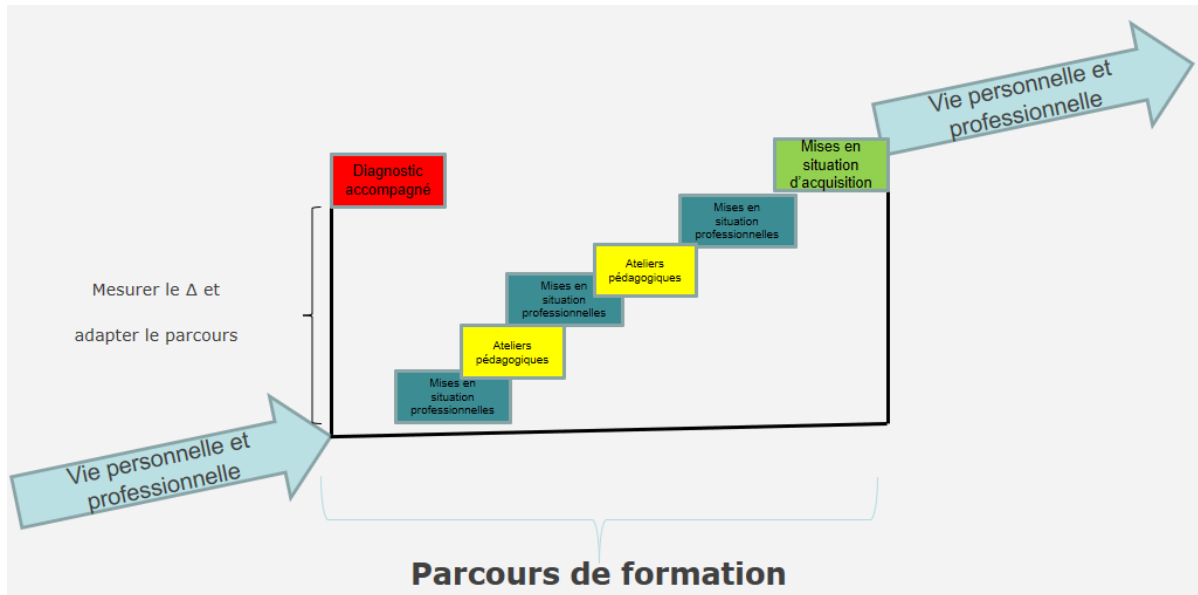 Vie personnelle et
professionnelle
Mises en
situation
d'acquisition
Diagnostic
accompagné
Mises en
situation
professionnelles
Ateliers
pédagogiques
Mesurer le Δ et
adapter le parcours
Mises en
situation
professionnelles
Ateliers
pédagogiques
Mises en
situation
professionnelles
Vie personnelle et
professionnelle
Parcours de formation